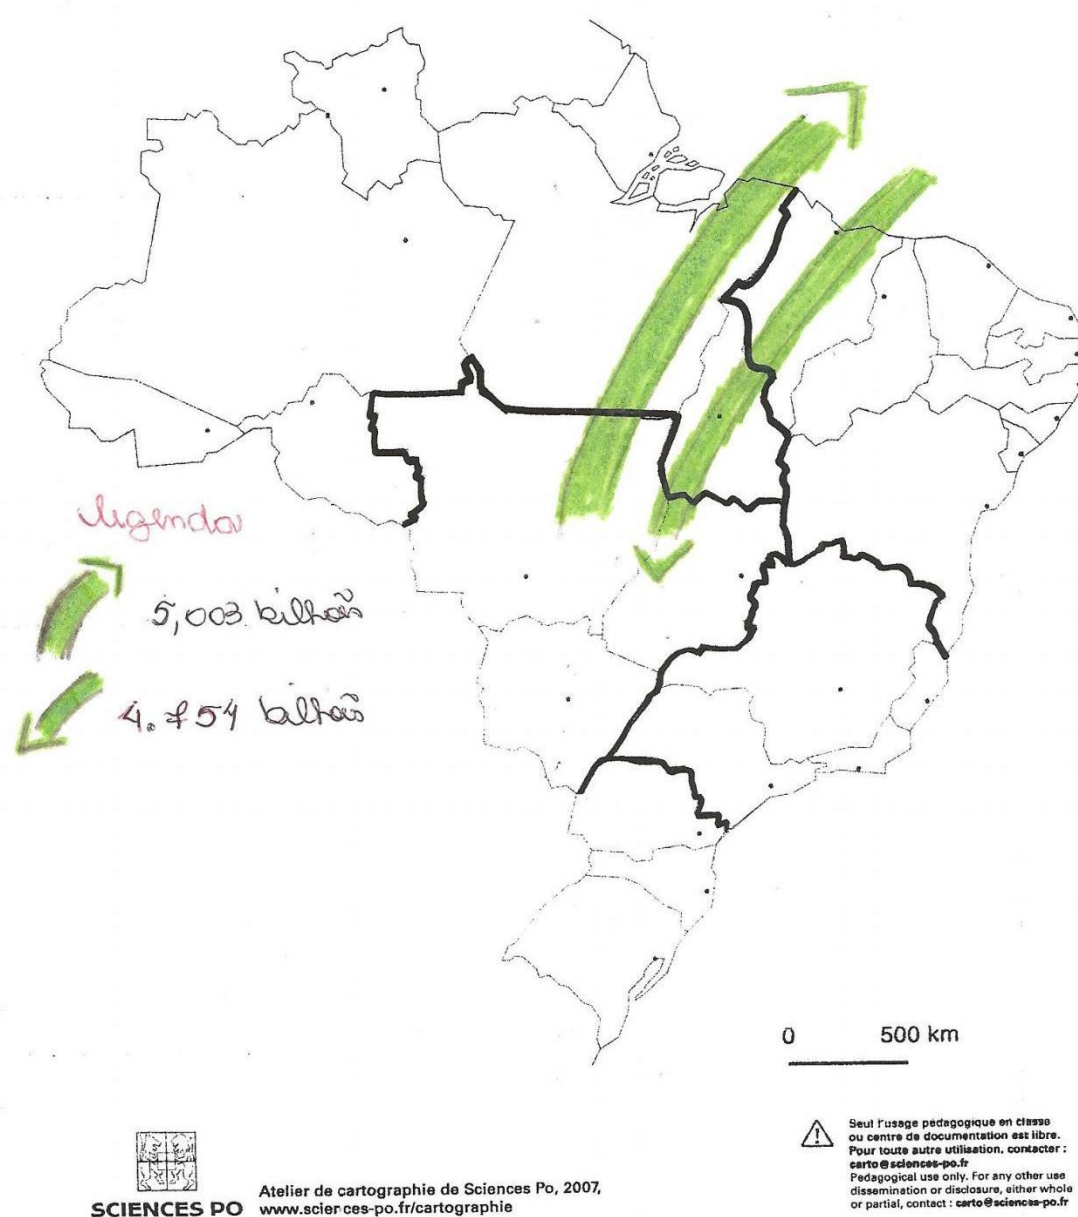 legenda
5,003 bilhões
4.754 bilhões
0 500 km
SCIENCES PO
Atelier de cartographie de Sciences Po, 2007,
www.sciences-po.fr/cartographie
Seul l'usage pédagogique en classe
ou centre de documentation est libre.
Pour toute autre utilisation, contacter :
carto@sciences-po.fr
Pedagogical use only. For any other use
dissemination or disclosure, either whole
or partial, contact : carto@sciences-po.fr